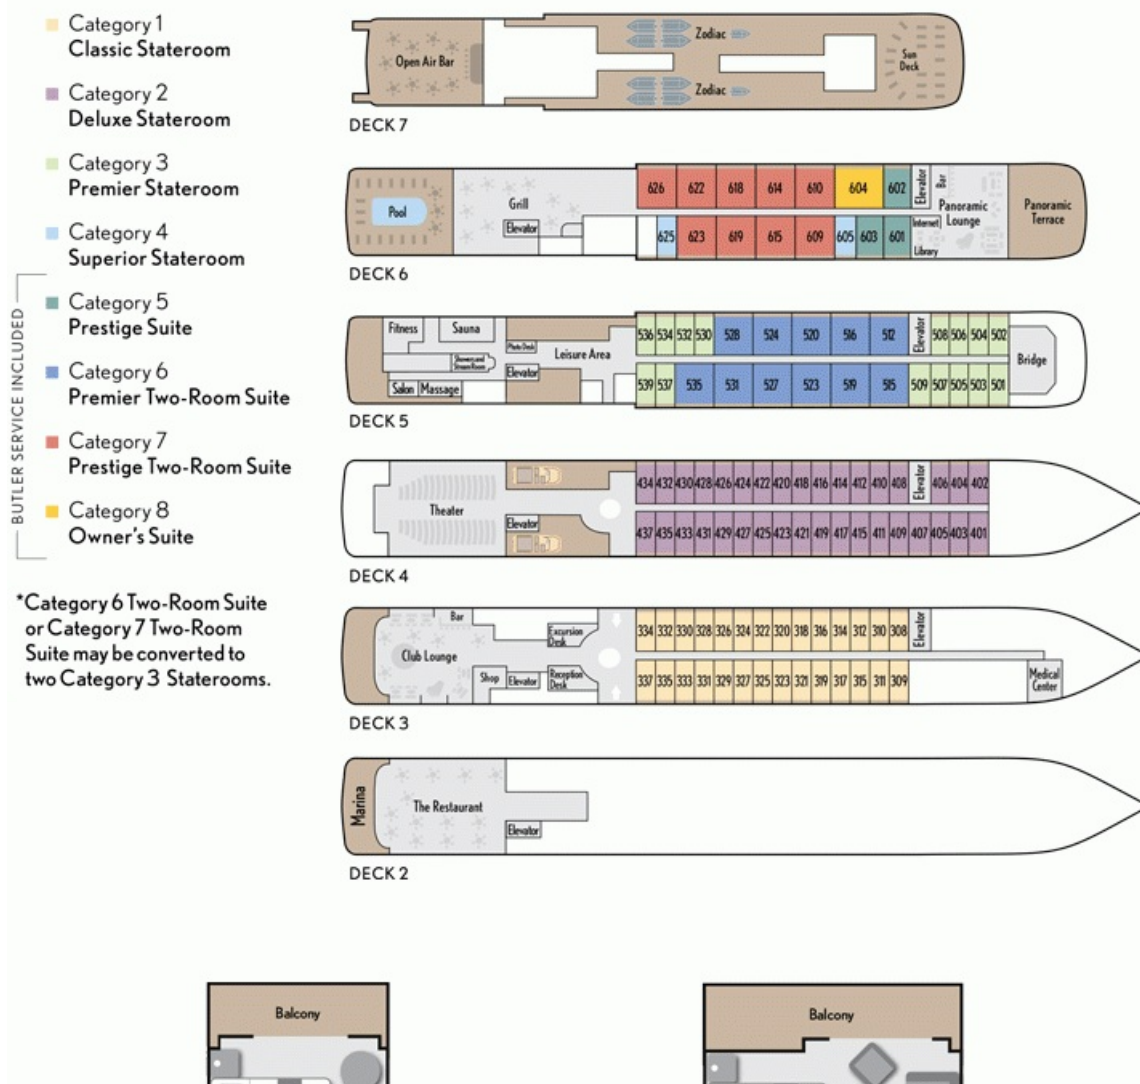 Category 1
Classic Stateroom
Category 2
Deluxe Stateroom
Category 3
Premier Stateroom
Category 4
Superior Stateroom
BUTLER SERVICE INCLUDED
Category 5
Prestige Suite
Category 6
Premier Two-Room Suite
Category 7
Prestige Two-Room Suite
Category 8
Owner's Suite
*Category 6 Two-Room Suite
or Category 7 Two-Room
Suite may be converted to
two Category 3 Staterooms.
Open Air Bar
Zodiac
Zodiac
Sun
Deck
DECK 7
Pool
Grill
Elevator
626 622 618 614 610 604 602
Elevator
Bar
625 623 619 615 609 605 603 601
Internet
Library
Panoramic
Lounge
Panoramic
Terrace
DECK 6
Fitness
Sauna
Showers and
Steam Room
Salon
Massage
Photo Desk
Elevator
Leisure Area
536 534 532 530 528 524 520 516 512
Elevator
508 506 504 502
539 537 535 531 527 523 519 515 509 507 505 503 501
Bridge
DECK 5
Theater
Elevator
434 432 430 428 426 424 422 420 418 416 414 412 410 408
Elevator
406 404 402
437 435 433 431 429 427 425 423 421 419 417 415 411 409 407 405 403 401
DECK 4
Bar
Club Lounge
Shop
Elevator
Excursion
Desk
Reception
Desk
334 332 330 328 326 324 322 320 318 316 314 312 310 308
Elevator
337 335 333 331 329 327 325 323 321 319 317 315 311 309
Medical
Center
DECK 3
Marina
The Restaurant
Elevator
DECK 2
Balcony
Balcony